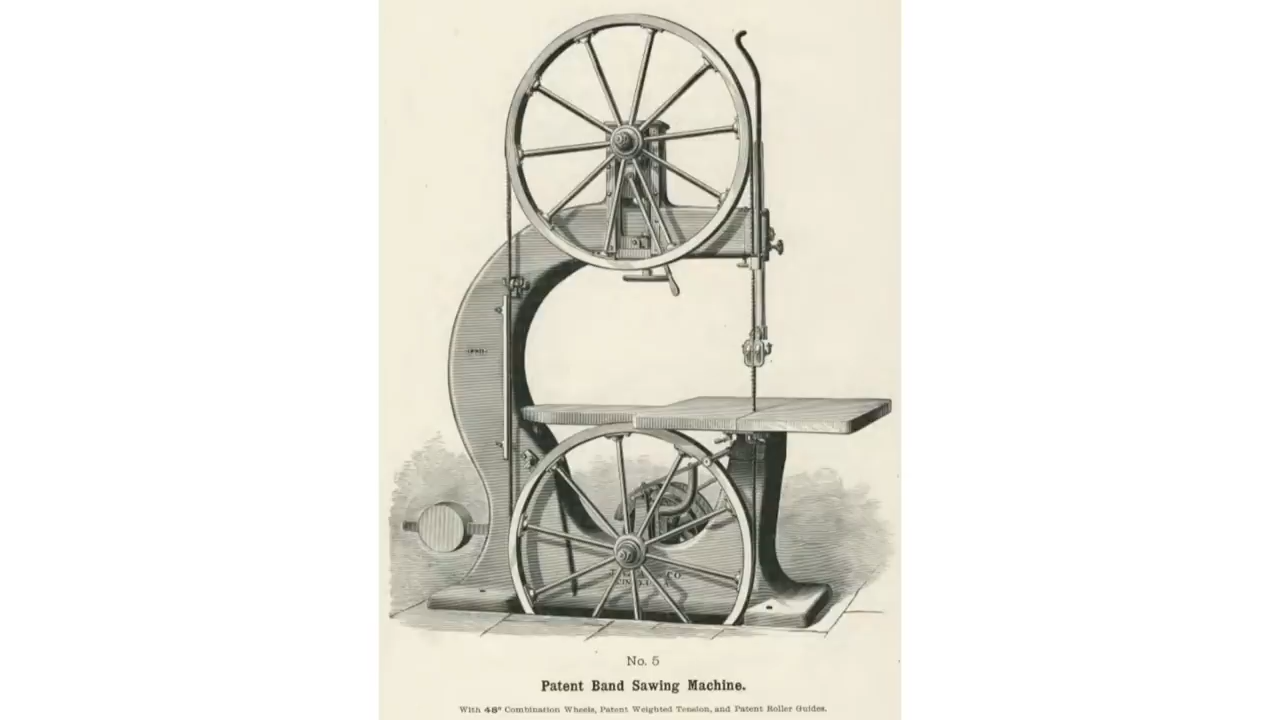 No. 5
Patent Band Sawing Machine.
With 48" Combination Wheels, Patent Weighted Tension, and Patent Roller Guides.